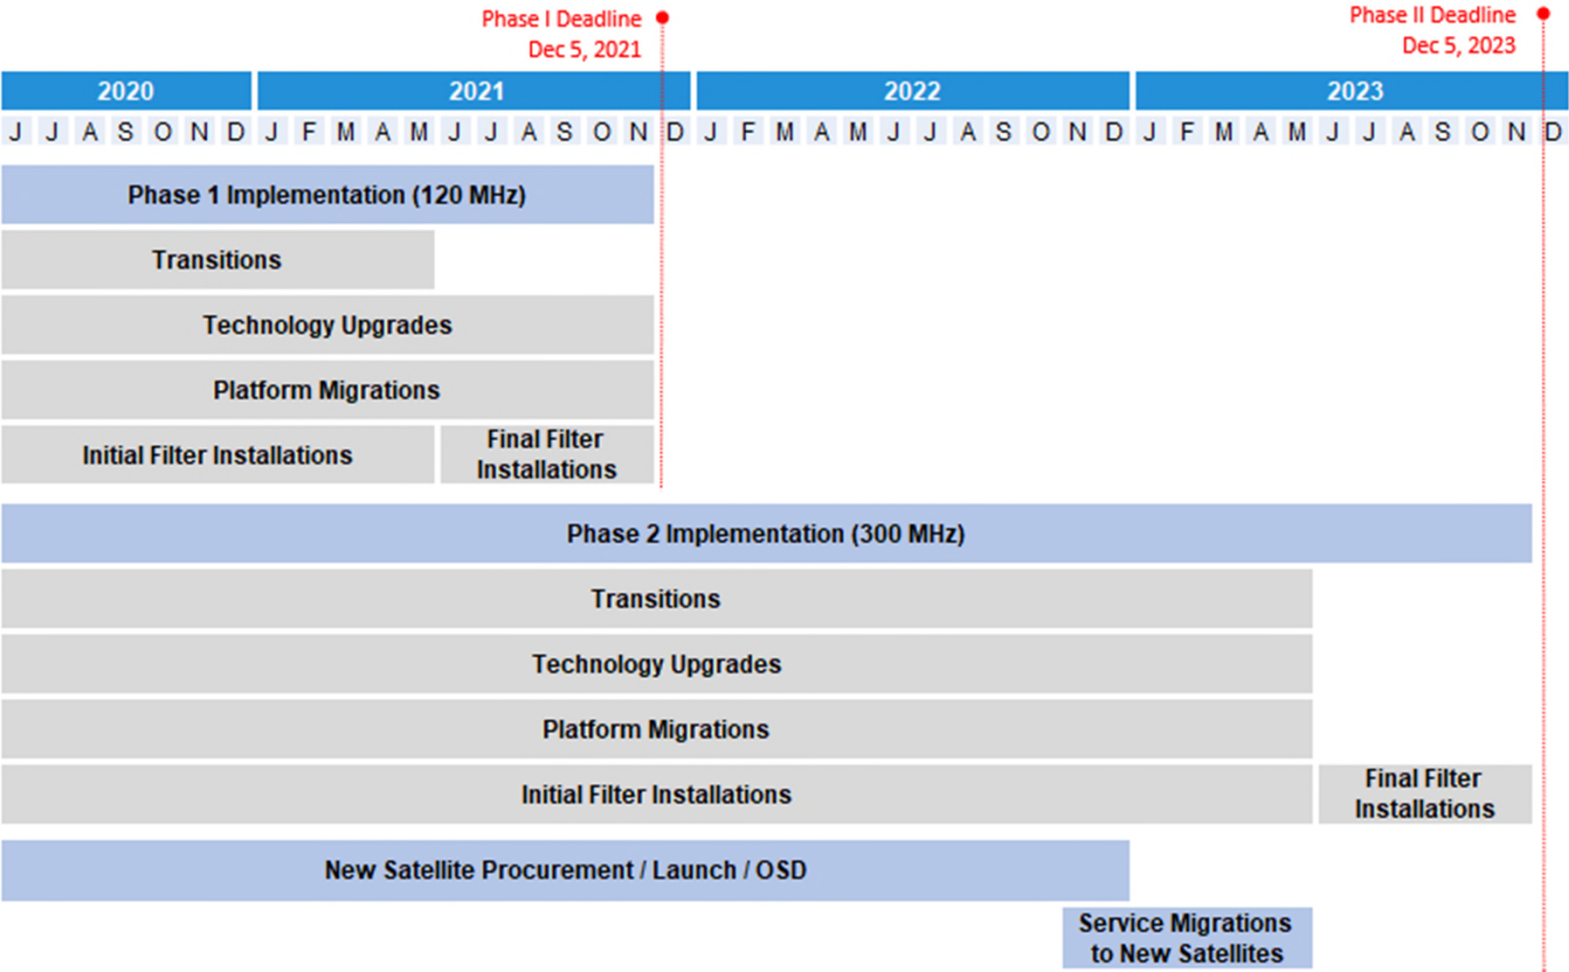 Phase I Deadline
Dec 5, 2021
Phase II Deadline
Dec 5, 2023
2020 2021 2022 2023
J J A S O N D J F M A M J J A S O N D J F M A M J J A S O N D J F M A M J J A S O N D
Phase 1 Implementation (120 MHz)
Transitions
Technology Upgrades
Platform Migrations
Initial Filter Installations
Final Filter
Installations
Phase 2 Implementation (300 MHz)
Transitions
Technology Upgrades
Platform Migrations
Initial Filter Installations
Final Filter
Installations
New Satellite Procurement / Launch / OSD
Service Migrations
to New Satellites